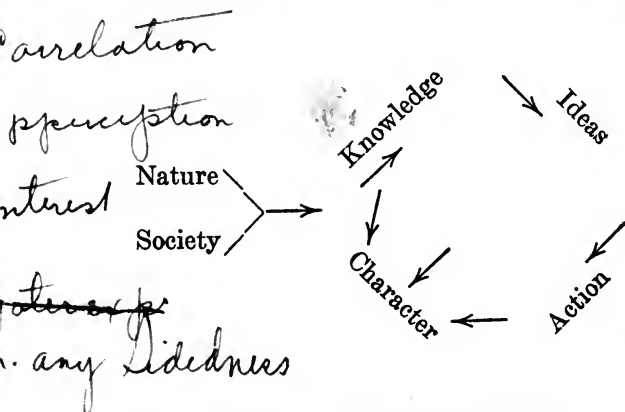 Correlation
pperception
Knowledge
Ideas
Nature
nterest
Society
Character
Action
any Sidedness